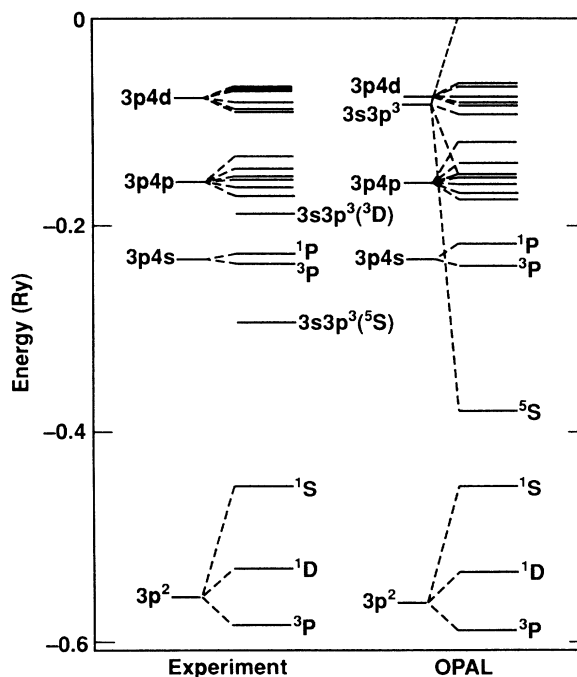 0
3p4d
3p4d
3s3p³
3p4p
3p4p
−0.2
3s3p³(³D)
¹P
3p4s
³P
¹P
3p4s
³P
3s3p³(⁵S)
Energy (Ry)
⁵S
−0.4
¹S
¹S
¹D
¹D
3p²
3p²
³P
³P
−0.6
Experiment
OPAL